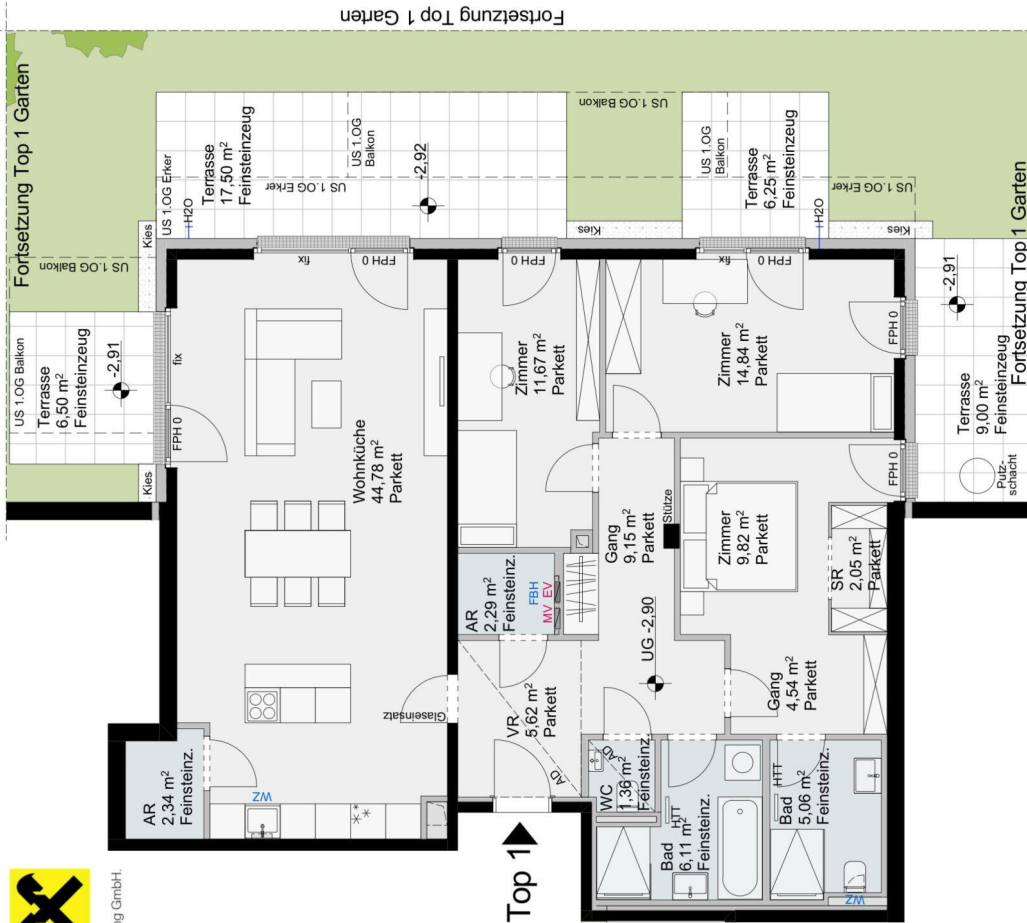 Fortsetzung Top 1 Garten
Fortsetzung Top 1 Garten
US 1.OG Balkon
Kies
US 1.OG Erker
H2O
Terrasse
17,50 m²
Feinsteinzeug
US 1.OG Erker
US 1.OG
Balkon
-2,92
US 1.OG Balkon
Kies
US 1.OG
Balkon
Terrasse
6,25 m²
Feinsteinzeug
US 1.OG Erker
H2O
Kies
US 1.OG Balkon
Terrasse
6,50 m²
Feinsteinzeug
-2,91
Kies
fix
FPH 0
fix
FPH 0
FPH 0
fix
FPH 0
FPH 0
FPH 0
-2,91
Terrasse
9,00 m²
Feinsteinzeug
Putz-
schacht
Fortsetzung Top 1 Garten
Wohnküche
44,78 m²
Parkett
Zimmer
11,67 m²
Parkett
Zimmer
14,84 m²
Parkett
Gang
9,15 m²
Parkett
Stütze
Zimmer
9,82 m²
Parkett
SR
2,05 m²
Parkett
AR
2,29 m²
Feinsteinz.
FBH
MV EV
UG -2,90
Gang
4,54 m²
Parkett
Glaseinsatz
VR
5,62 m²
Parkett
AD
AR
2,34 m²
Feinsteinz.
WZ
WC
1,36 m²
Feinsteinz.
AD
Bad
6,11 m²
Feinsteinz.
HTT
Bad
5,06 m²
Feinsteinz.
HTT
WZ
Top 1
ng GmbH.